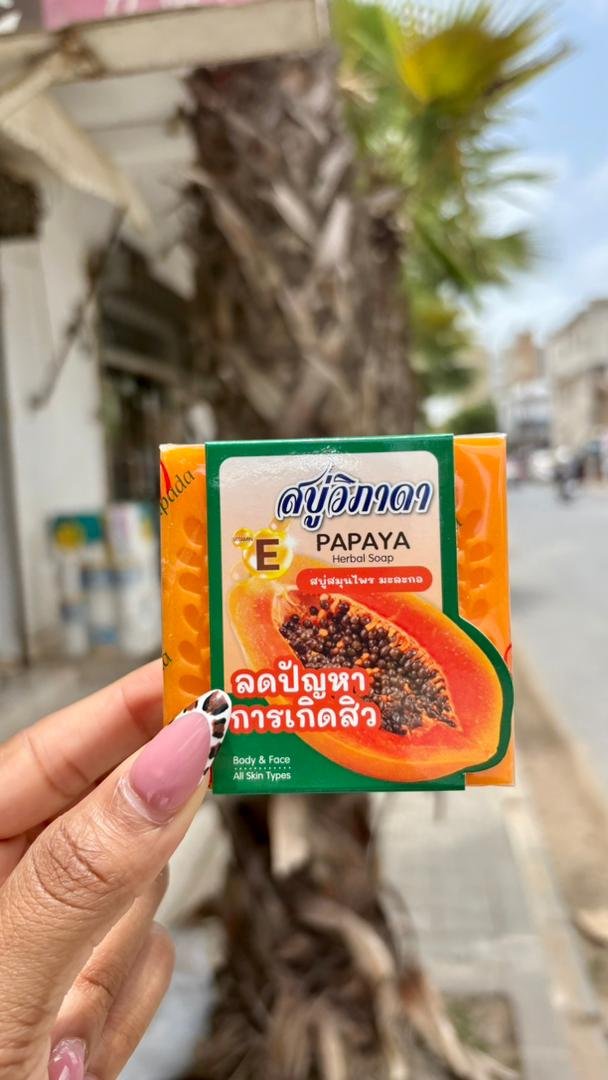 สบู่วิภาดา
VITAMIN
E
PAPAYA
Herbal Soap
สบู่สมุนไพร มะละกอ
ลดปัญหา
การเกิดสิว
Body & Face
All Skin Types